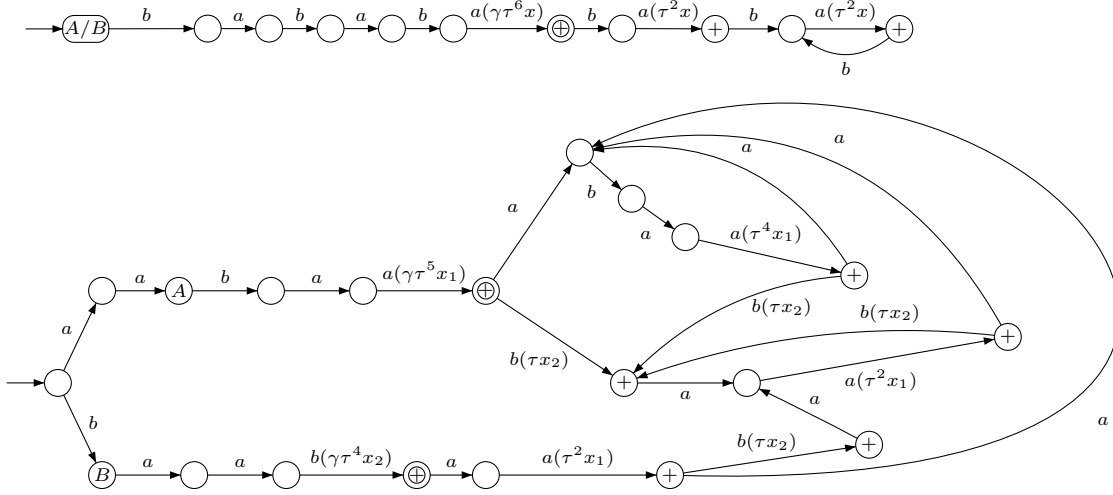 A/B b a b a b a(γτ⁶x) ⊕ b a(τ²x) + b a(τ²x) +
b
a a
a b a(τ⁴x₁) +
a A b a a(γτ⁵x₁) ⊕ b(τx₂) b(τx₂)
a b(τx₂) + a a(τ²x₁) +
b a a
B a a b(γτ⁴x₂) ⊕ a a(τ²x₁) + b(τx₂) +